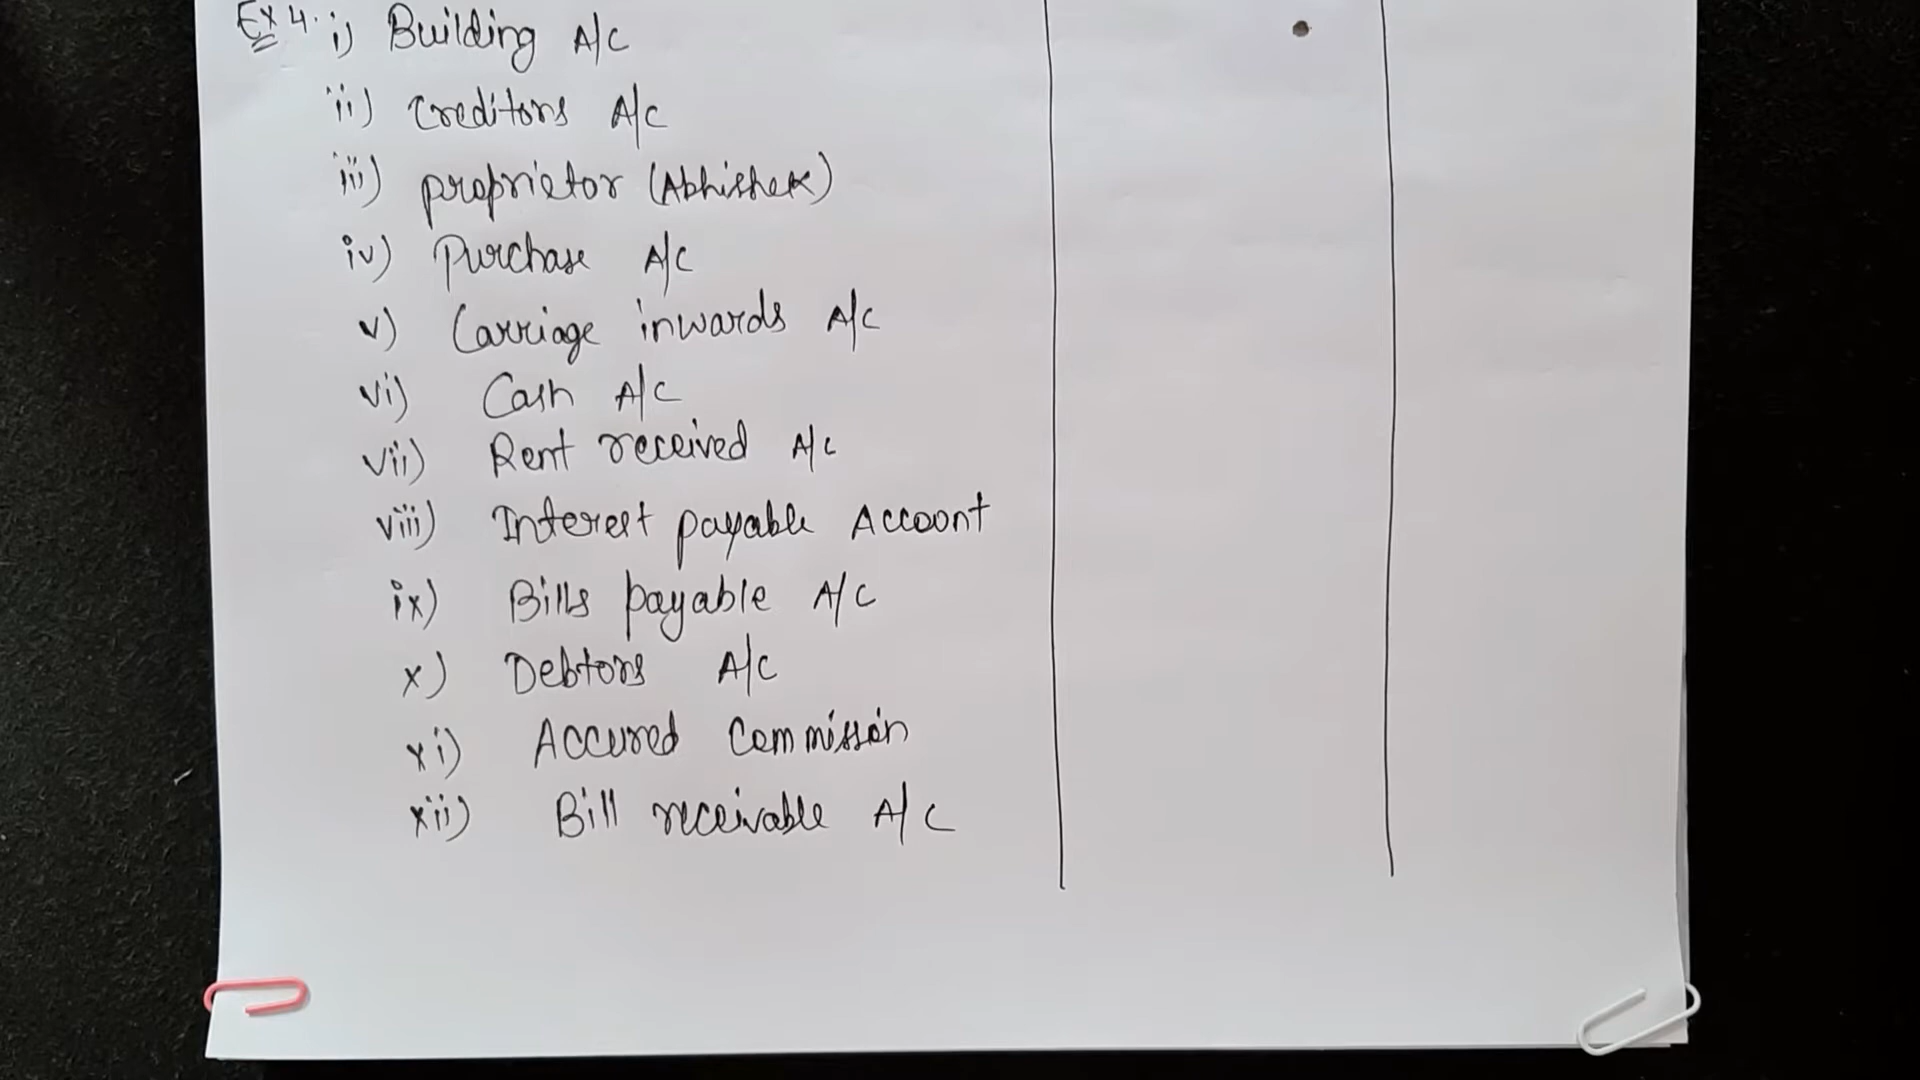 Ex 4. i) Building A/C
ii) Creditors A/C
iii) proprietor (Abhishek)
iv) Purchase A/C
v) Carriage inwards A/C
vi) Cash A/C
vii) Rent received A/C
viii) Interest payable Accoont
ix) Bills payable A/C
x) Debtors A/C
xi) Accured Commission
xii) Bill receivable A/C